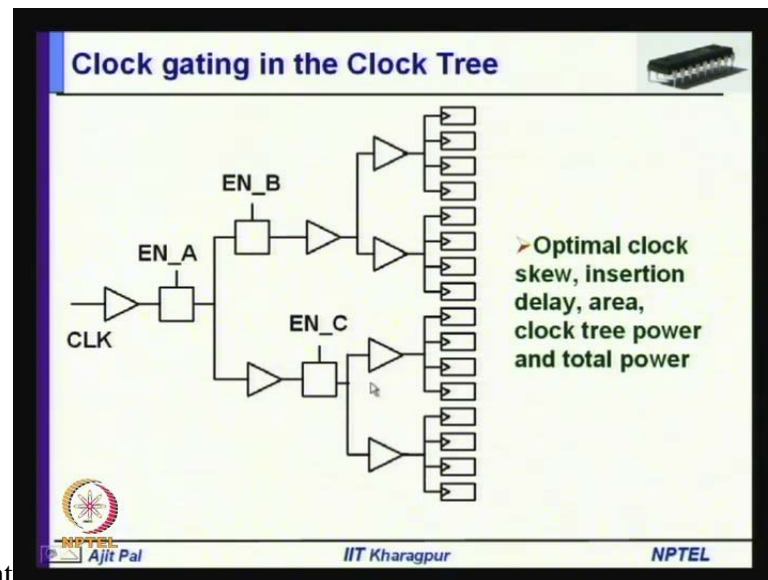 Clock gating in the Clock Tree
EN_B
EN_A
CLK
EN_C
➢Optimal clock
skew, insertion
delay, area,
clock tree power
and total power
NPTEL
Ajit Pal
IIT Kharagpur
NPTEL